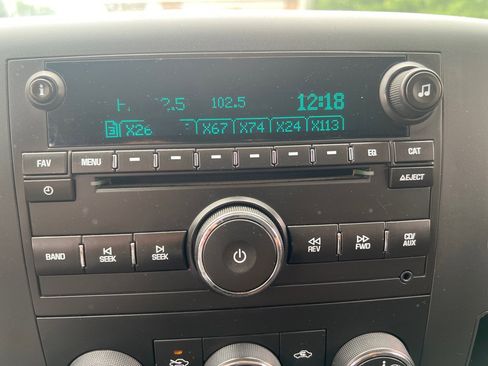 102.5 12:18
3 X26 X67 X74 X24 X113
FAV MENU EQ CAT
EJECT
BAND SEEK SEEK REV FWD CD/AUX